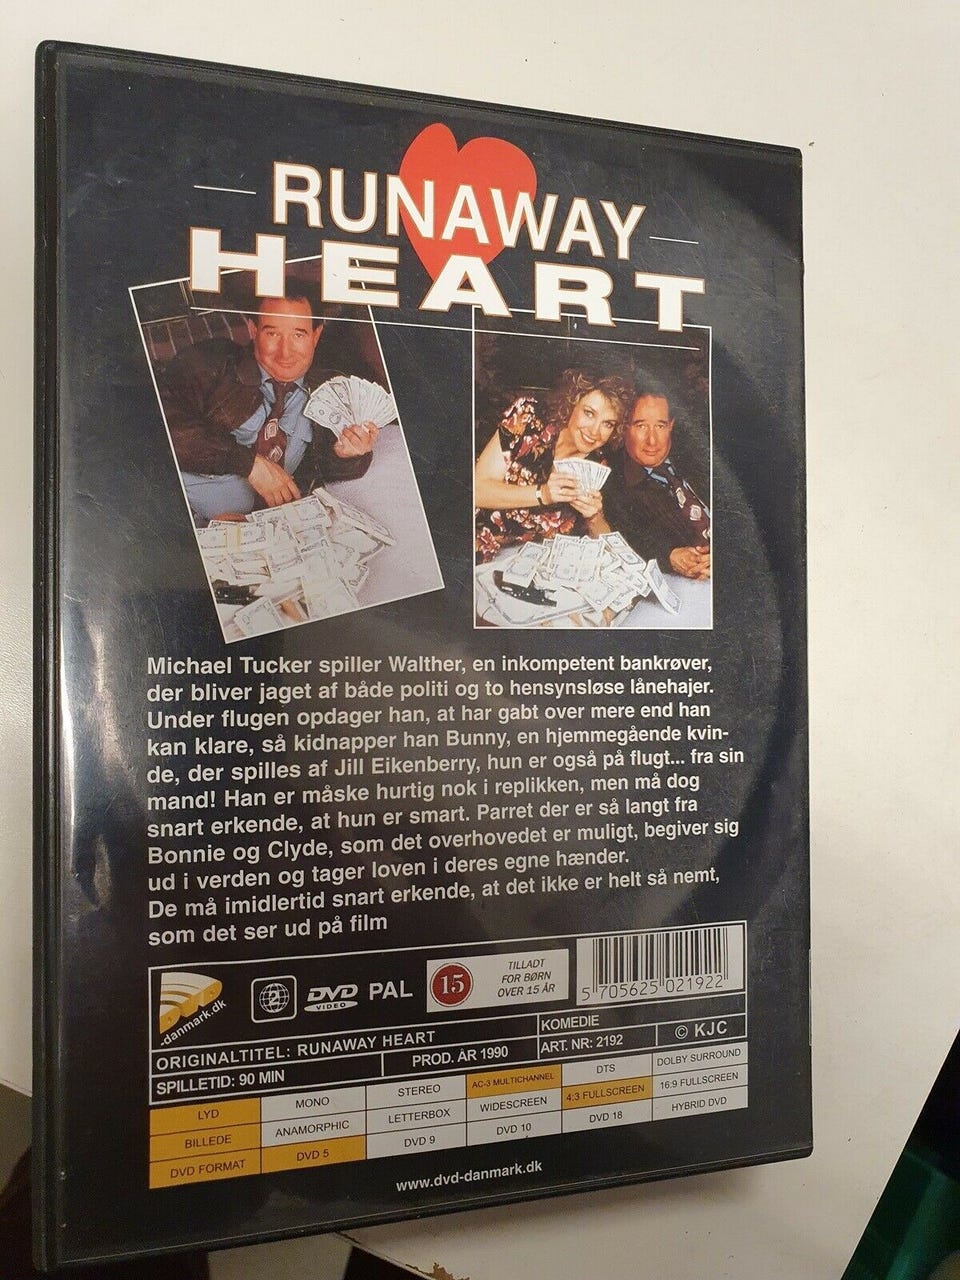 RUNAWAY
HEART
Michael Tucker spiller Walther, en inkompetent bankrøver,
der bliver jaget af både politi og to hensynsløse lånehajer.
Under flugen opdager han, at har gabt over mere end han
kan klare, så kidnapper han Bunny, en hjemmegående kvin-
de, der spilles af Jill Eikenberry, hun er også på flugt... fra sin
mand! Han er måske hurtig nok i replikken, men må dog
snart erkende, at hun er smart. Parret der er så langt fra
Bonnie og Clyde, som det overhovedet er muligt, begiver sig
ud i verden og tager loven i deres egne hænder.
De må imidlertid snart erkende, at det ikke er helt så nemt,
som det ser ud på film
-danmark.dk
2
DVD
VIDEO
PAL
15
TILLADT
FOR BØRN
OVER 15 ÅR
5 705625 021922
ORIGINALTITEL: RUNAWAY HEART
KOMEDIE
SPILLETID: 90 MIN
PROD. ÅR 1990
ART. NR: 2192
© KJC
LYD MONO STEREO AC-3 MULTICHANNEL DTS DOLBY SURROUND
BILLEDE ANAMORPHIC LETTERBOX WIDESCREEN 4:3 FULLSCREEN 16:9 FULLSCREEN
DVD FORMAT DVD 5 DVD 9 DVD 10 DVD 18 HYBRID DVD
www.dvd-danmark.dk